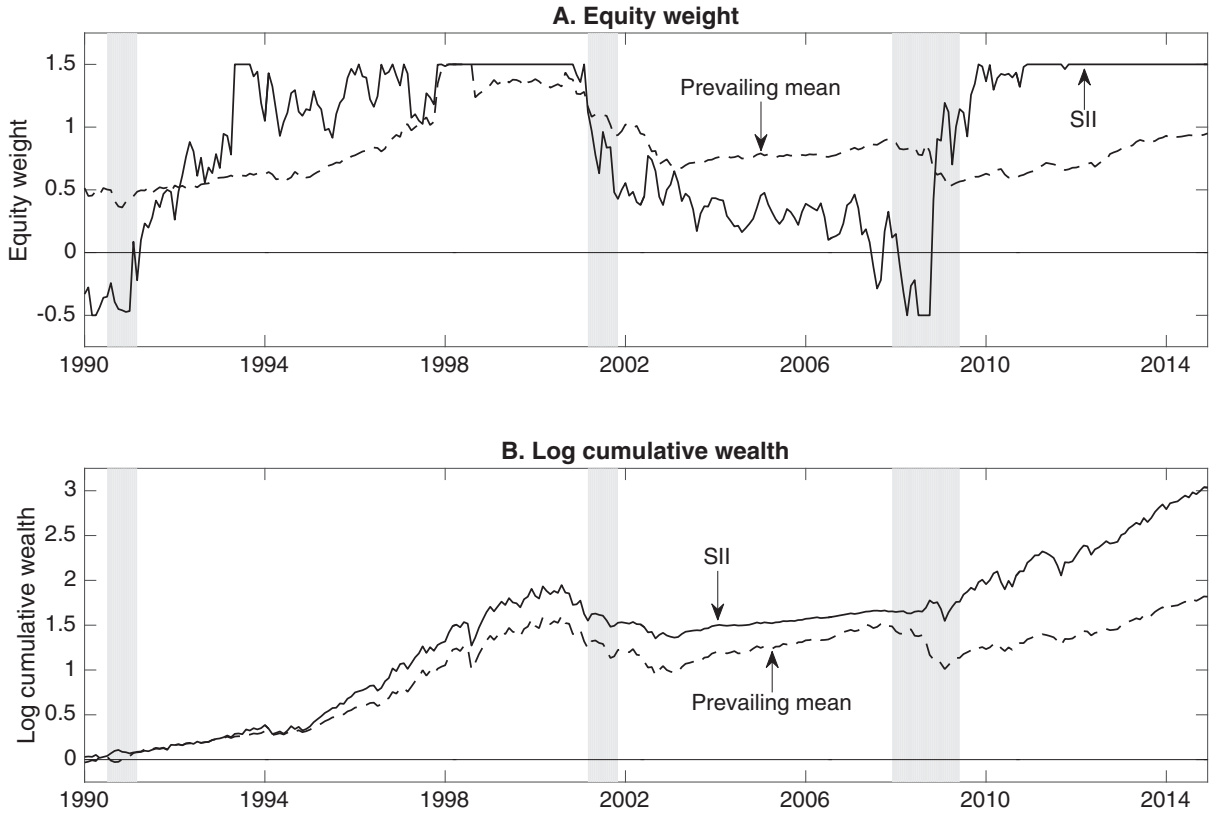 A. Equity weight
1.5
Prevailing mean
1
SII
Equity weight
0.5
0
-0.5
1990 1994 1998 2002 2006 2010 2014
B. Log cumulative wealth
3
2.5
SII
2
1.5
Log cumulative wealth
1
Prevailing mean
0.5
0
1990 1994 1998 2002 2006 2010 2014